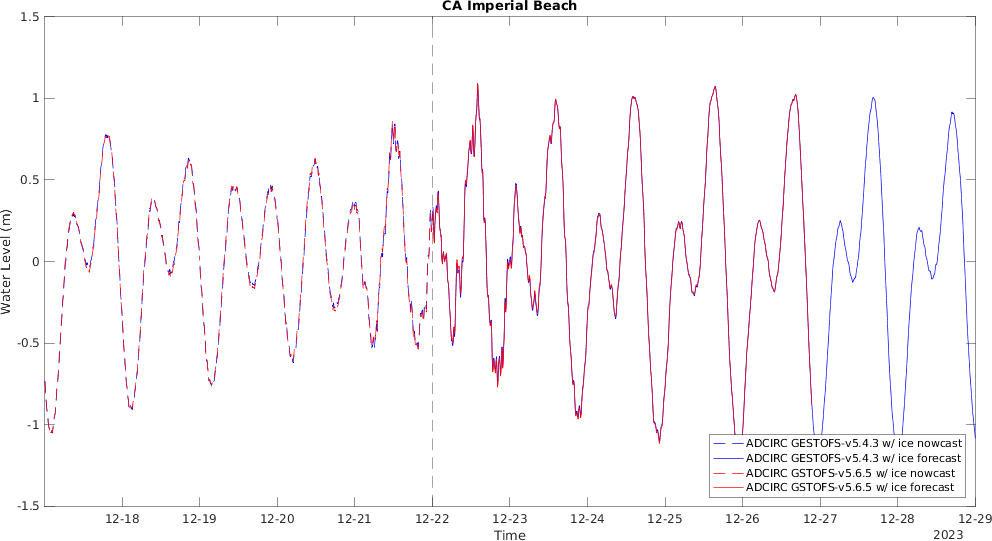 CA Imperial Beach
1.5
1
0.5
0
-0.5
-1
-1.5
Water Level (m)
12-18 12-19 12-20 12-21 12-22 12-23 12-24 12-25 12-26 12-27 12-28 12-29
Time
2023
ADCIRC GESTOFS-v5.4.3 w/ ice nowcast
ADCIRC GESTOFS-v5.4.3 w/ ice forecast
ADCIRC GSTOFS-v5.6.5 w/ ice nowcast
ADCIRC GSTOFS-v5.6.5 w/ ice forecast